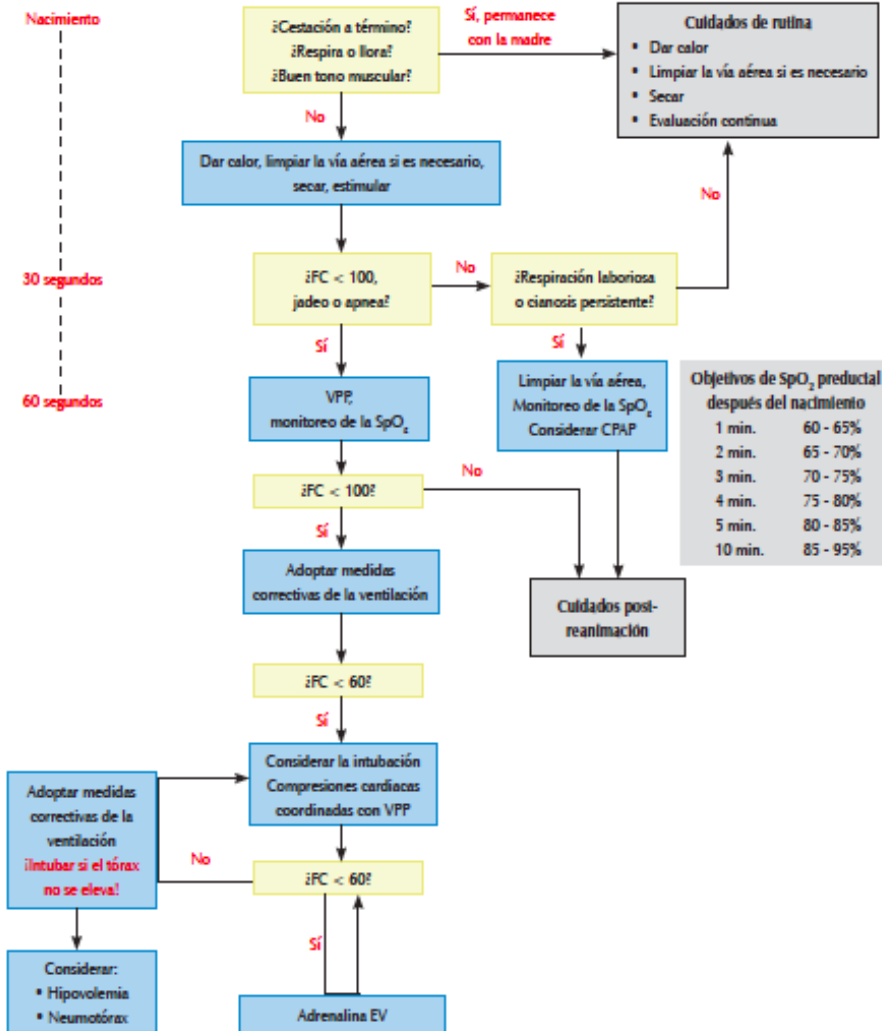 Nacimiento
¿Cestación a término?
¿Respira o llora?
¿Buen tono muscular?
Sí, permanece
con la madre
Cuidados de rutina
• Dar calor
• Limpiar la vía aérea si es necesario
• Secar
• Evaluación continua
No
Dar calor, limpiar la vía aérea si es necesario,
secar, estimular
No
30 segundos
¿FC < 100,
jadeo o apnea?
No
¿Respiración laboriosa
o cianosis persistente?
Sí
Sí
60 segundos
VPP,
monitoreo de la SpO₂
Limpiar la vía aérea,
Monitoreo de la SpO₂
Considerar CPAP
Objetivos de SpO₂ preductal
después del nacimiento
1 min. 60 - 65%
2 min. 65 - 70%
3 min. 70 - 75%
4 min. 75 - 80%
5 min. 80 - 85%
10 min. 85 - 95%
¿FC < 100?
No
Sí
Adoptar medidas
correctivas de la ventilación
Cuidados post-
reanimación
¿FC < 60?
Sí
Considerar la intubación
Compresiones cardiacas
coordinadas con VPP
Adoptar medidas
correctivas de la
ventilación
¡Intubar si el tórax
no se eleva!
No
¿FC < 60?
Sí
Considerar:
• Hipovolemia
• Neumotórax
Adrenalina EV